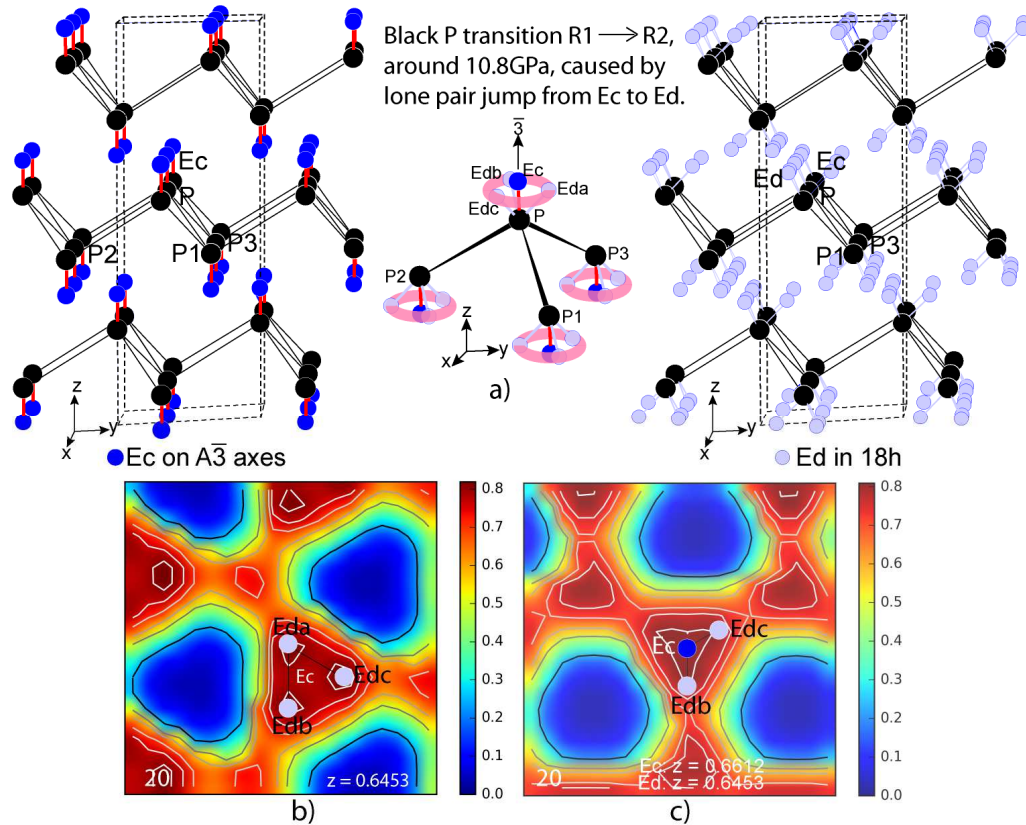 Black P transition R1 → R2,
around 10.8GPa, caused by
lone pair jump from Ec to Ed.
Ec
P
P2
P1
P3
z
y
x
Ec on A3̅ axes
3̅
Ec
Edb
Eda
Edc
P
P2
P3
P1
z
y
x
a)
Ec
Ed
P
P3
P1
z
y
x
Ed in 18h
Eda
Ec
Edc
Edb
20
z = 0.6453
0.8
0.7
0.6
0.5
0.4
0.3
0.2
0.1
0.0
b)
Edc
Ec
Edb
20
Ec: z = 0.6612
Ed: z = 0.6453
0.8
0.7
0.6
0.5
0.4
0.3
0.2
0.1
0.0
c)